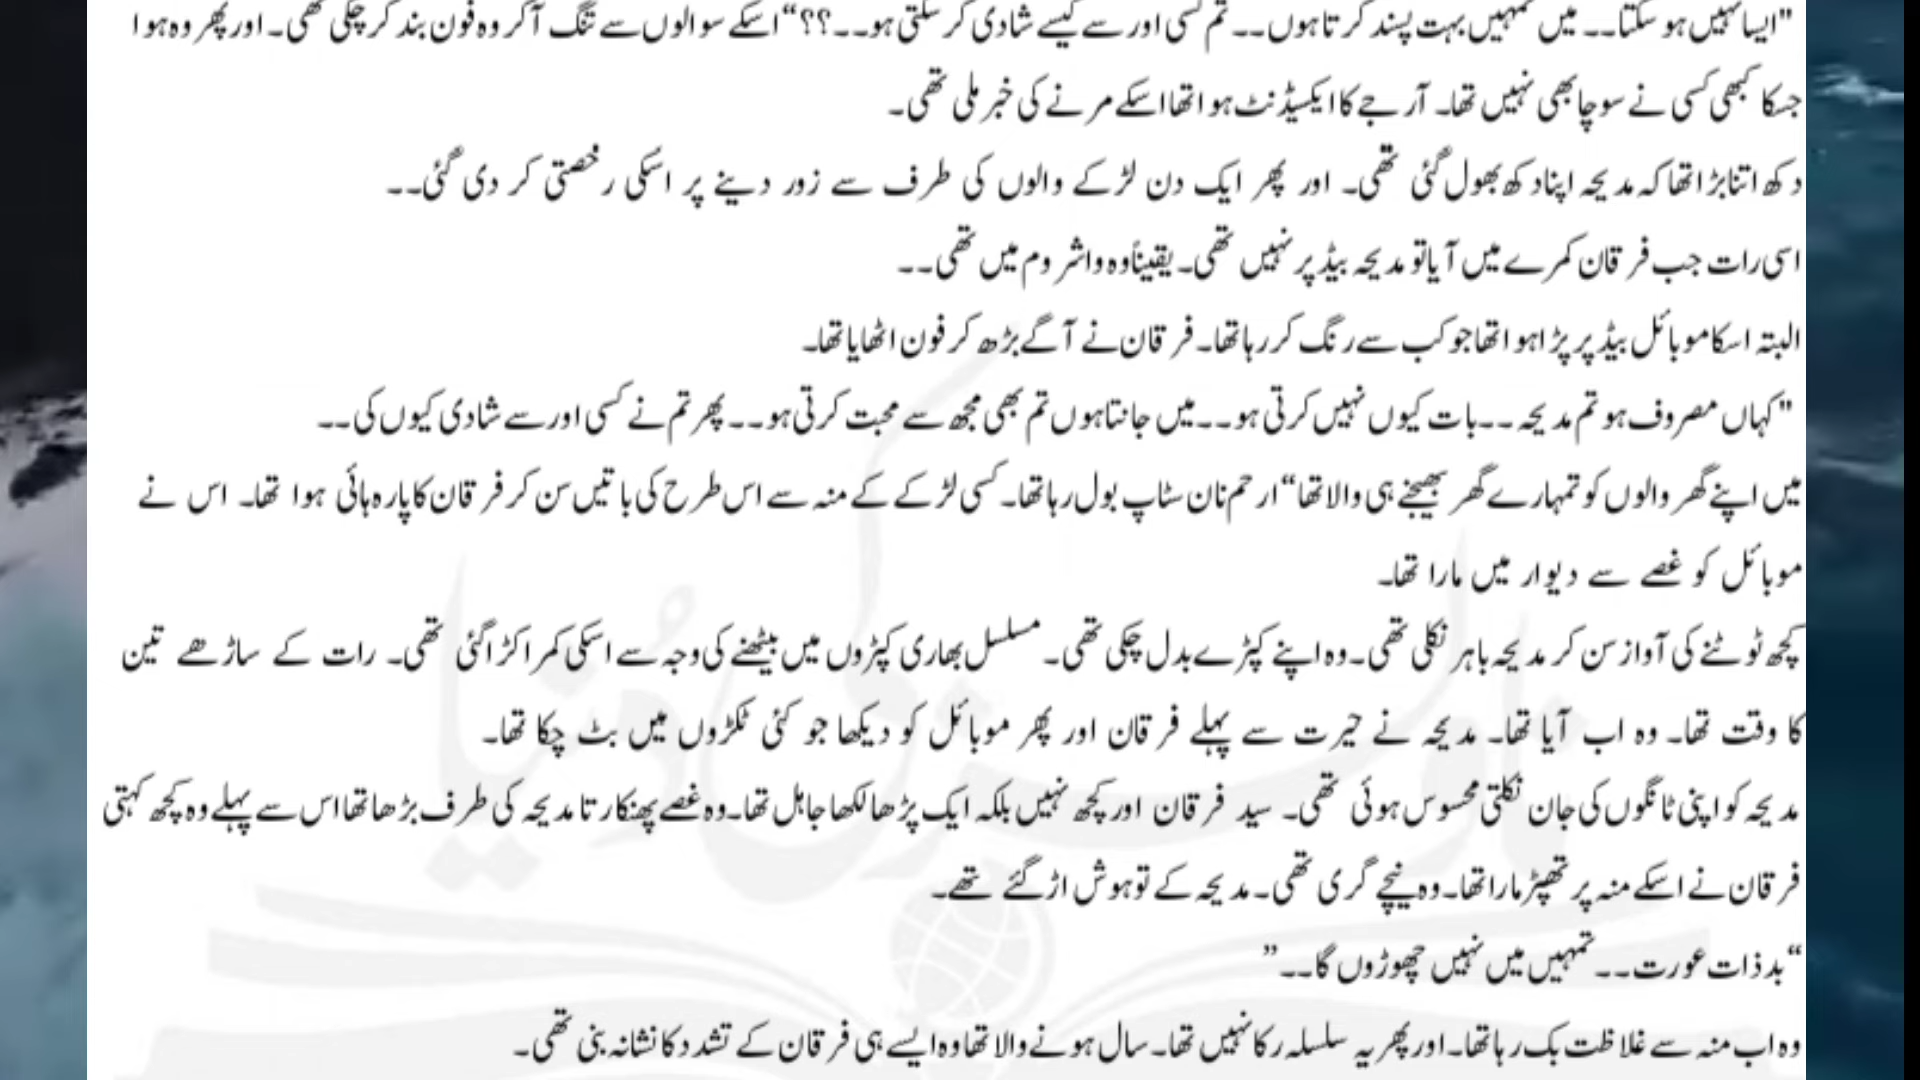 "ایسا نہیں ہو سکتا۔۔ میں تمہیں بہت پسند کرتا ہوں۔۔ تم کسی اور سے کیسے شادی کر سکتی ہو۔۔؟؟“ اسکے سوالوں سے تنگ آ کر وہ فون بند کر چکی تھی۔ اور پھر وہ ہوا
جسکا کبھی کسی نے سوچا بھی نہیں تھا۔ آر جے کا ایکسیڈنٹ ہوا تھا اسکے مرنے کی خبر ملی تھی۔
دکھ اتنا بڑا تھا کہ مدیحہ اپنا دکھ بھول گئی تھی۔ اور پھر ایک دن لڑکے والوں کی طرف سے زور دینے پر اسکی رخصتی کر دی گئی۔۔
اسی رات جب فرقان کمرے میں آیا تو مدیحہ بیڈ پر نہیں تھی۔ یقیناً وہ واشروم میں تھی۔۔
البتہ اسکا موبائل بیڈ پر پڑا ہوا تھا جو کب سے رنگ کر رہا تھا۔ فرقان نے آگے بڑھ کر فون اٹھایا تھا۔
"کہاں مصروف ہو تم مدیحہ۔۔ بات کیوں نہیں کرتی ہو۔۔ میں جانتا ہوں تم بھی مجھ سے محبت کرتی ہو۔۔ پھر تم نے کسی اور سے شادی کیوں کی۔۔
میں اپنے گھر والوں کو تمہارے گھر بھیجنے ہی والا تھا“ ارحم نان سٹاپ بول رہا تھا۔ کسی لڑکے کے منہ سے اس طرح کی باتیں سن کر فرقان کا پارہ ہائی ہوا تھا۔ اس نے
موبائل کو غصے سے دیوار میں مارا تھا۔
کچھ ٹوٹنے کی آواز سن کر مدیحہ باہر نکلی تھی۔ وہ اپنے کپڑے بدل چکی تھی۔ مسلسل بھاری کپڑوں میں بیٹھنے کی وجہ سے اسکی کمر اکڑا گئی تھی۔ رات کے ساڑھے تین
کا وقت تھا۔ وہ اب آیا تھا۔ مدیحہ نے حیرت سے پہلے فرقان اور پھر موبائل کو دیکھا جو کئی ٹکڑوں میں بٹ چکا تھا۔
مدیحہ کو اپنی ٹانگوں کی جان نکلتی محسوس ہوئی تھی۔ سید فرقان اور کچھ نہیں بلکہ ایک پڑھا لکھا جاہل تھا۔ وہ غصے پھنکارتا مدیحہ کی طرف بڑھا تھا اس سے پہلے وہ کچھ کہتی
فرقان نے اسکے منہ پر تھپڑ مارا تھا۔ وہ نیچے گری تھی۔ مدیحہ کے تو ہوش اڑ گئے تھے۔
“بد ذات عورت۔۔ تمہیں میں نہیں چھوڑوں گا۔۔”
وہ اب منہ سے غلاظت بک رہا تھا۔ اور پھر یہ سلسلہ رکا نہیں تھا۔ سال ہونے والا تھا وہ ایسے ہی فرقان کے تشدد کا نشانہ بنی تھی۔
ناولز کی دُنیا